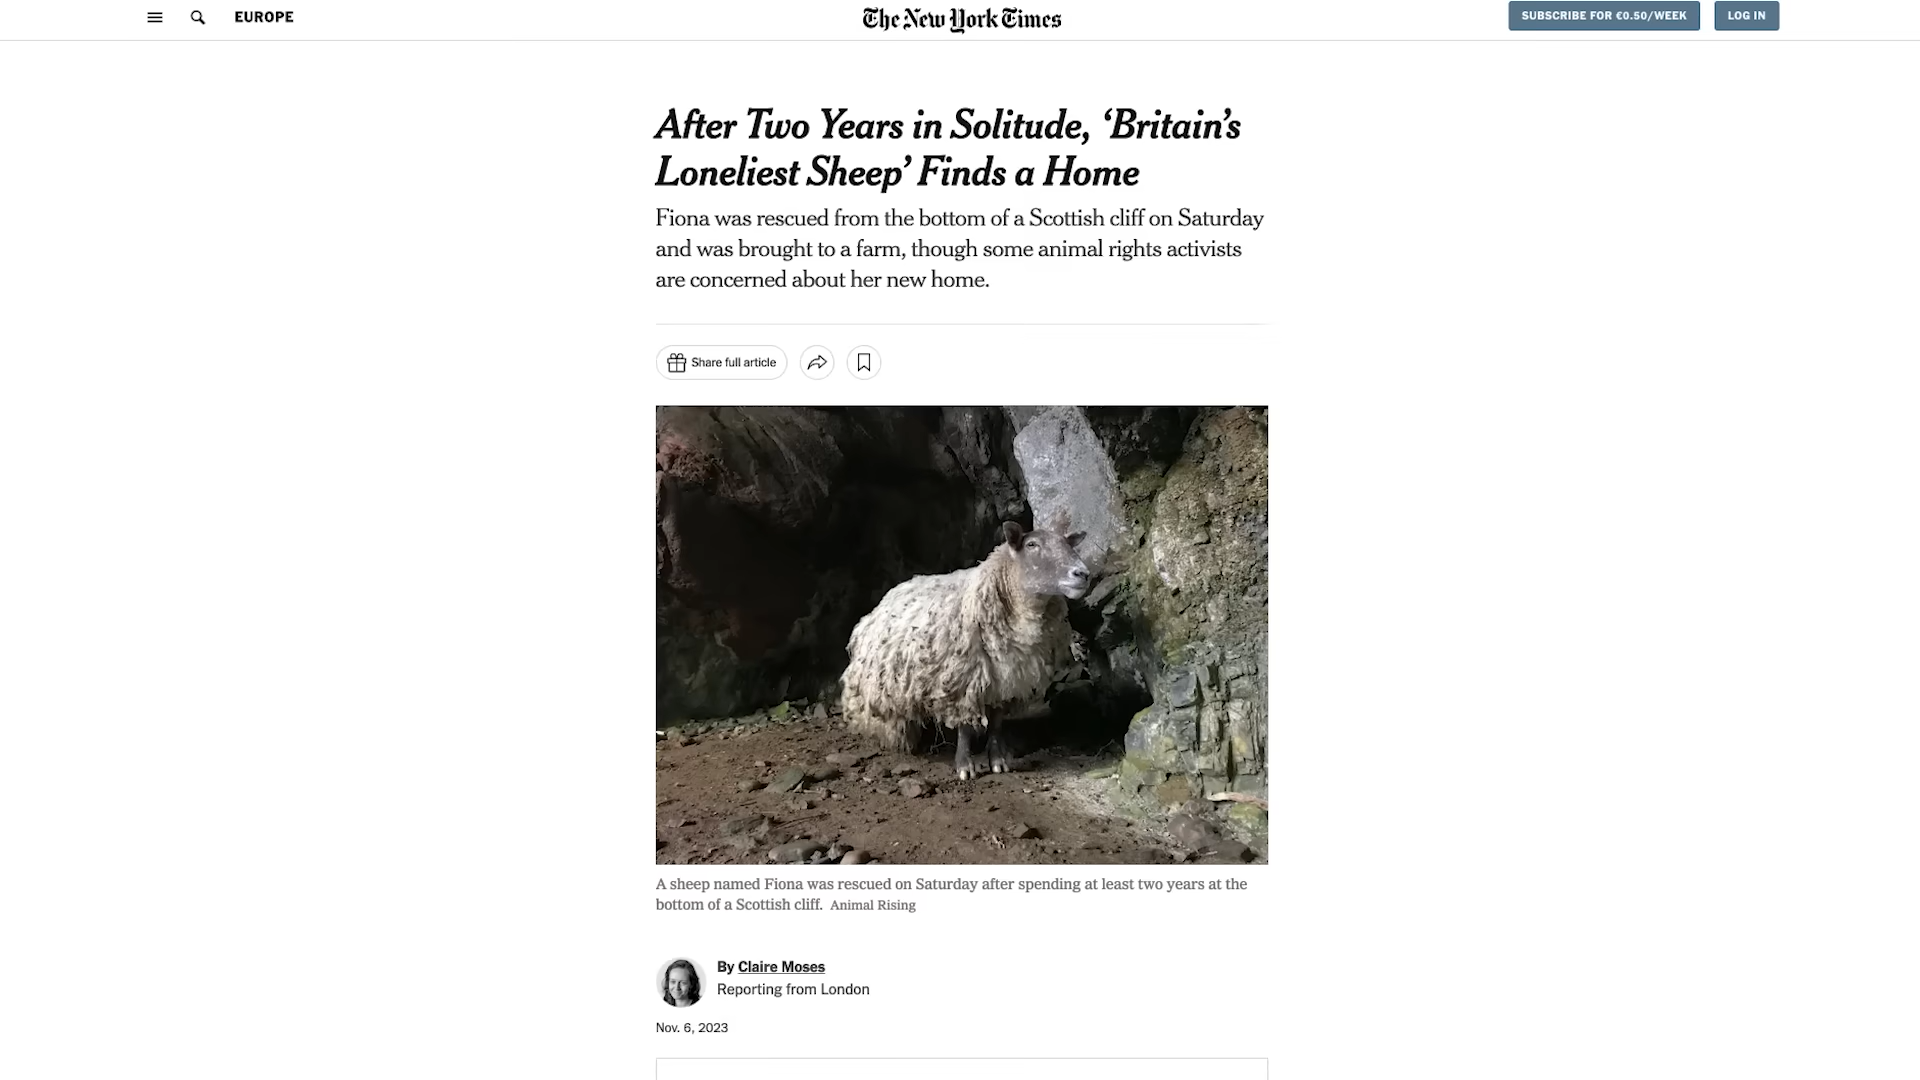 EUROPE
The New York Times
SUBSCRIBE FOR €0.50/WEEK
LOG IN
After Two Years in Solitude, ‘Britain’s
Loneliest Sheep’ Finds a Home
Fiona was rescued from the bottom of a Scottish cliff on Saturday
and was brought to a farm, though some animal rights activists
are concerned about her new home.
Share full article
A sheep named Fiona was rescued on Saturday after spending at least two years at the
bottom of a Scottish cliff. Animal Rising
By Claire Moses
Reporting from London
Nov. 6, 2023